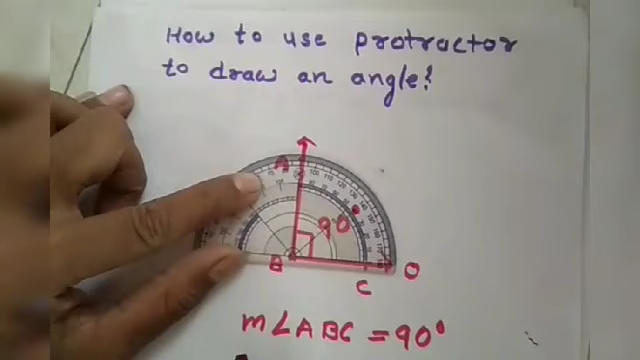 How to use protractor
to draw an angle?
A
90°
B
O
C
m∠ABC = 90°